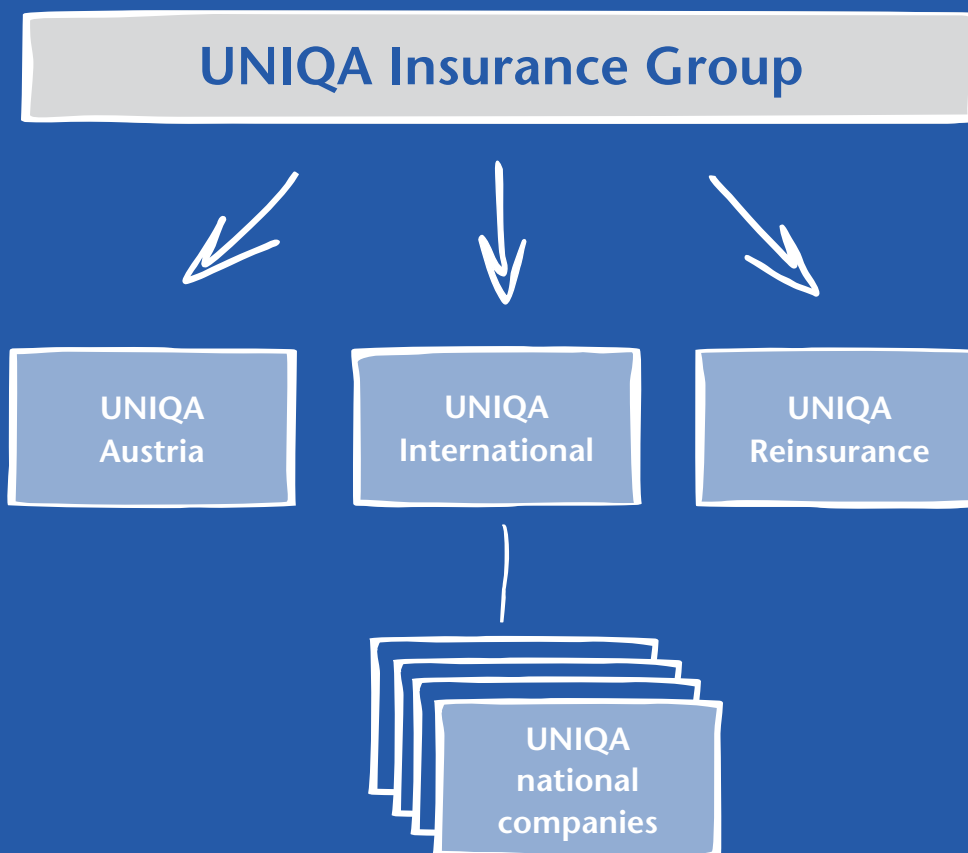 UNIQA Insurance Group
UNIQA
Austria
UNIQA
International
UNIQA
Reinsurance
UNIQA
national
companies